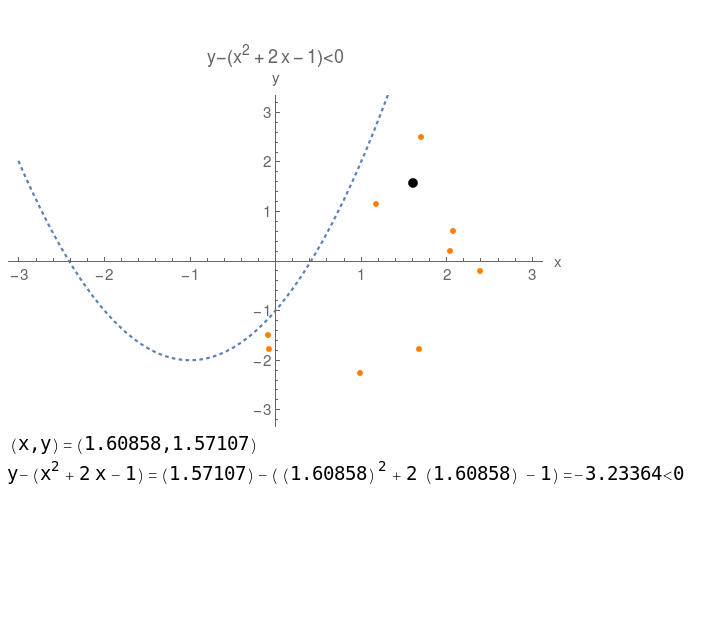 y−(x² + 2 x − 1)<0
y
3
2
1
−3 −2 −1 1 2 3 x
−1
−2
−3
(x,y) = (1.60858,1.57107)
y− (x² + 2 x − 1) = (1.57107) − ( (1.60858)² + 2 (1.60858) − 1) =−3.23364<0